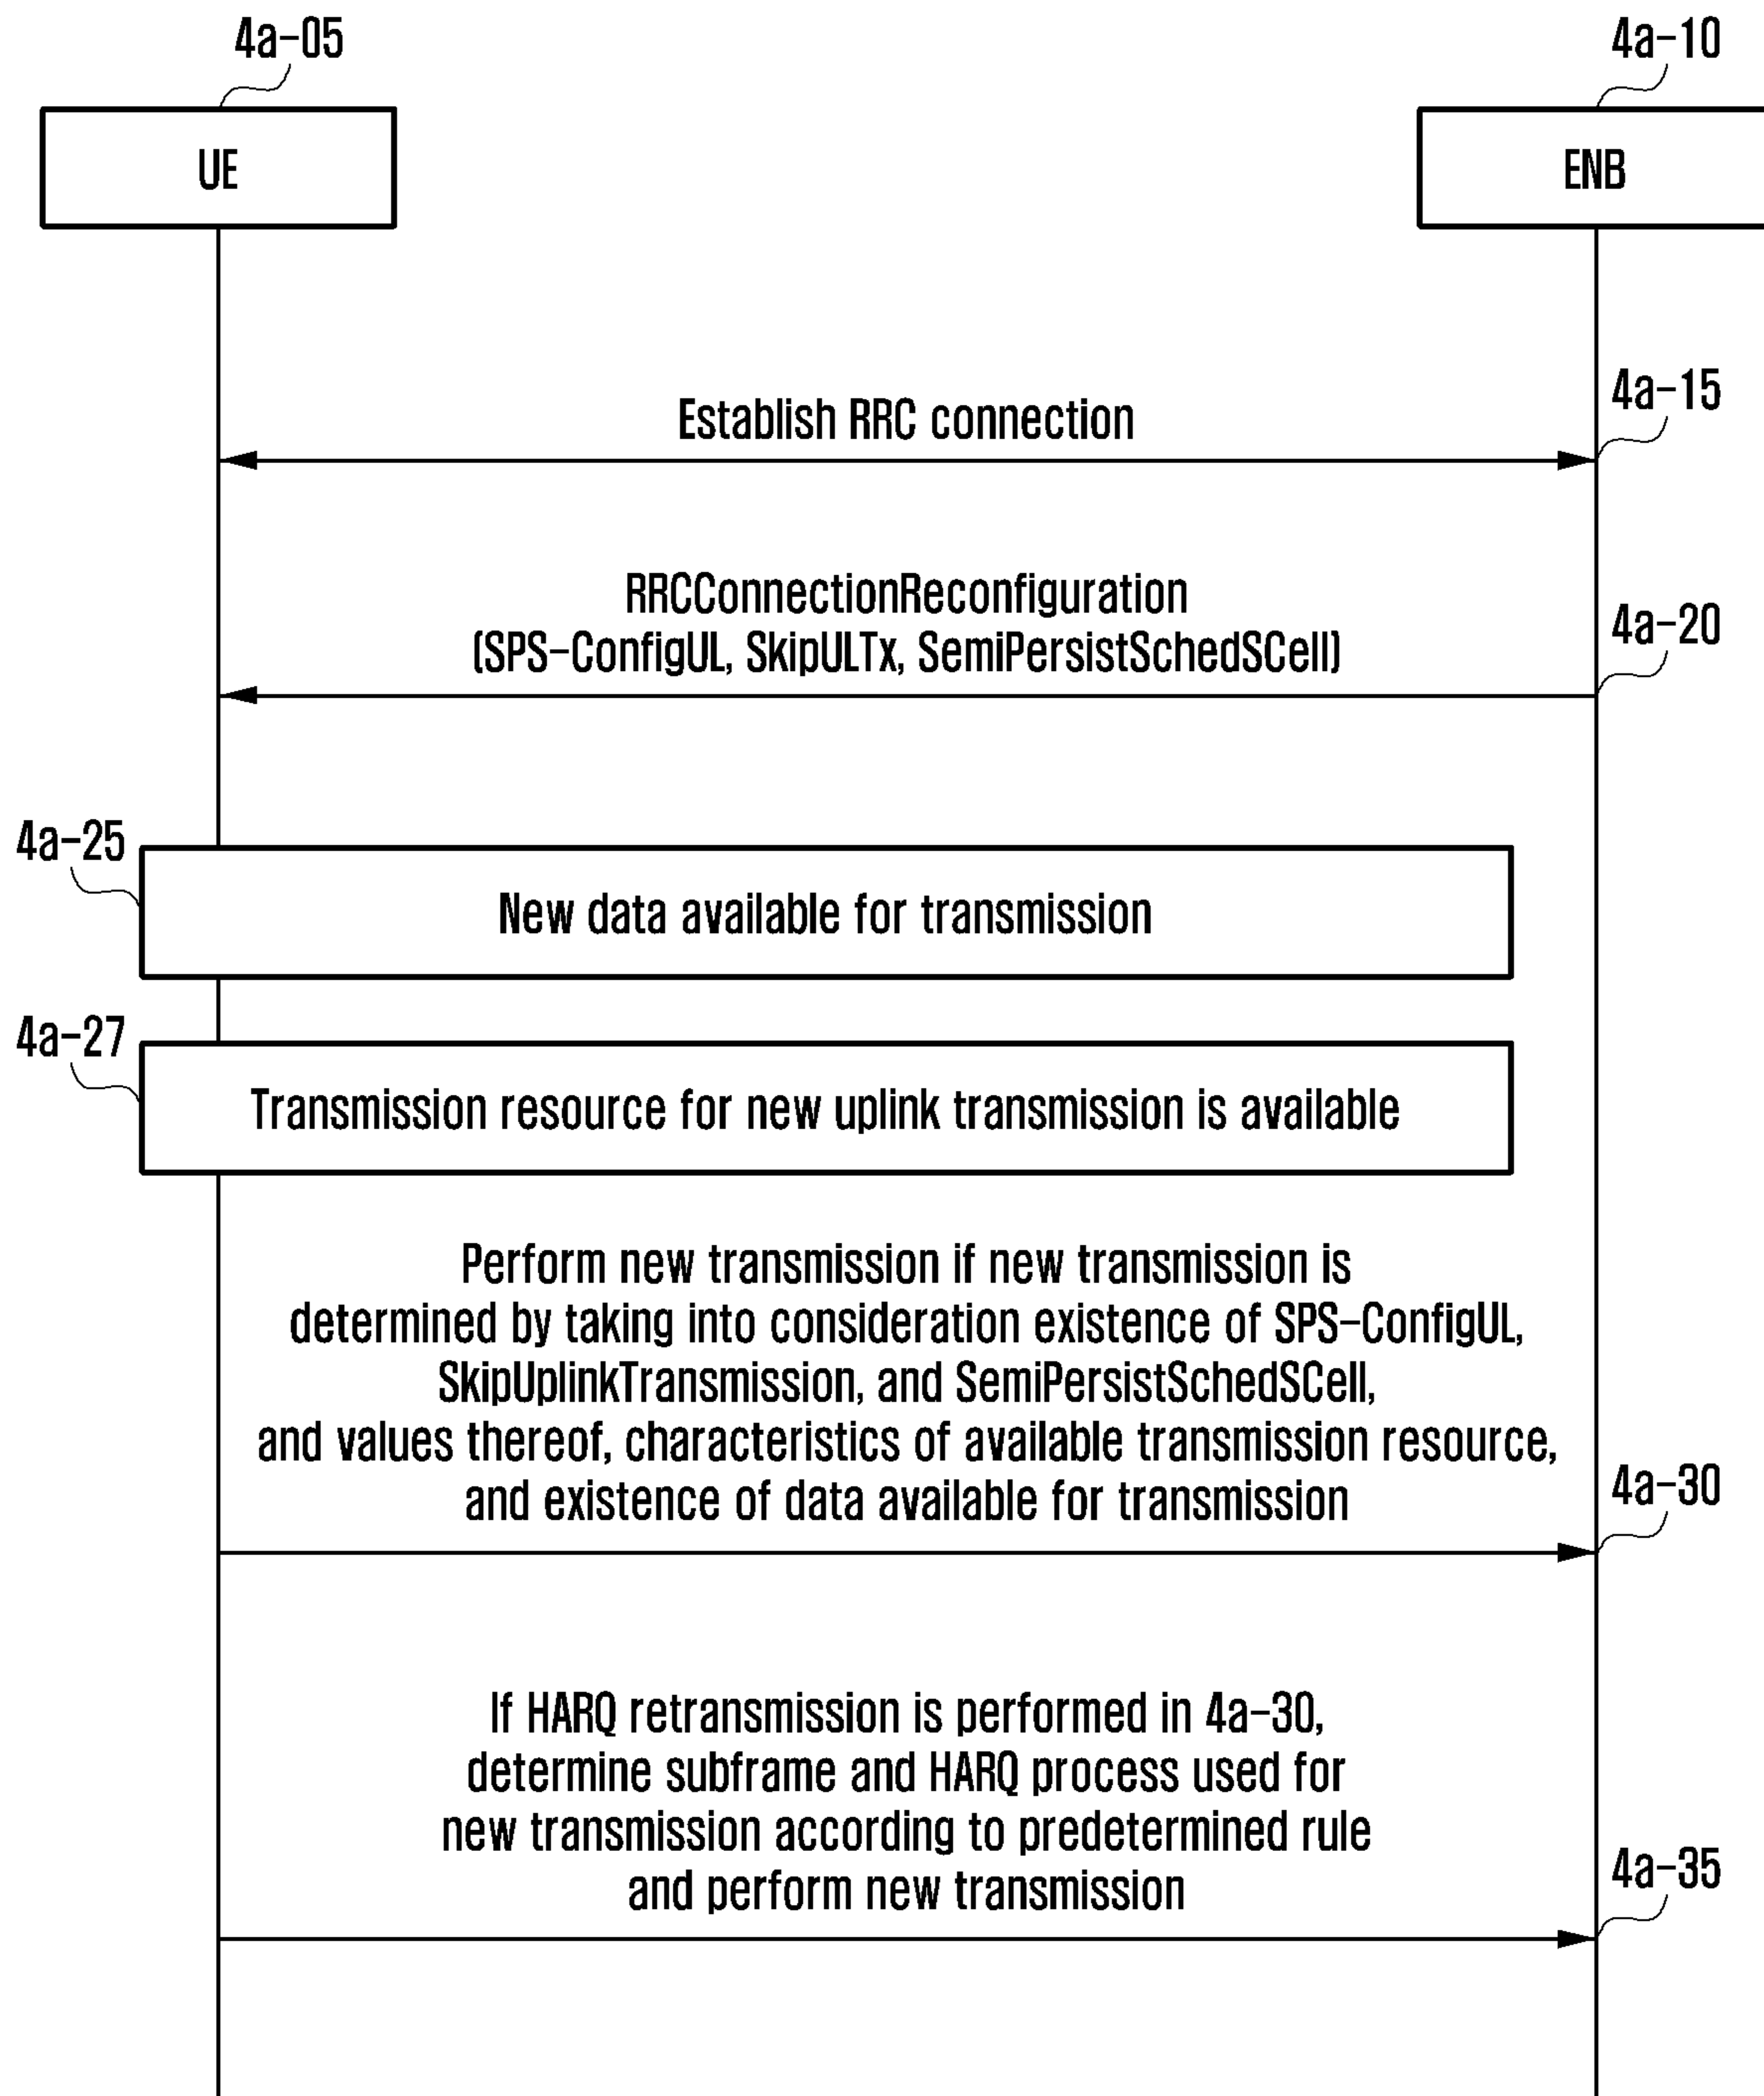 4a-05
4a-10
UE
ENB
4a-15
Establish RRC connection
RRCConnectionReconfiguration
(SPS-ConfigUL, SkipULTx, SemiPersistSchedSCell)
4a-20
4a-25
New data available for transmission
4a-27
Transmission resource for new uplink transmission is available
Perform new transmission if new transmission is
determined by taking into consideration existence of SPS-ConfigUL,
SkipUplinkTransmission, and SemiPersistSchedSCell,
and values thereof, characteristics of available transmission resource,
and existence of data available for transmission
4a-30
If HARQ retransmission is performed in 4a-30,
determine subframe and HARQ process used for
new transmission according to predetermined rule
and perform new transmission
4a-35